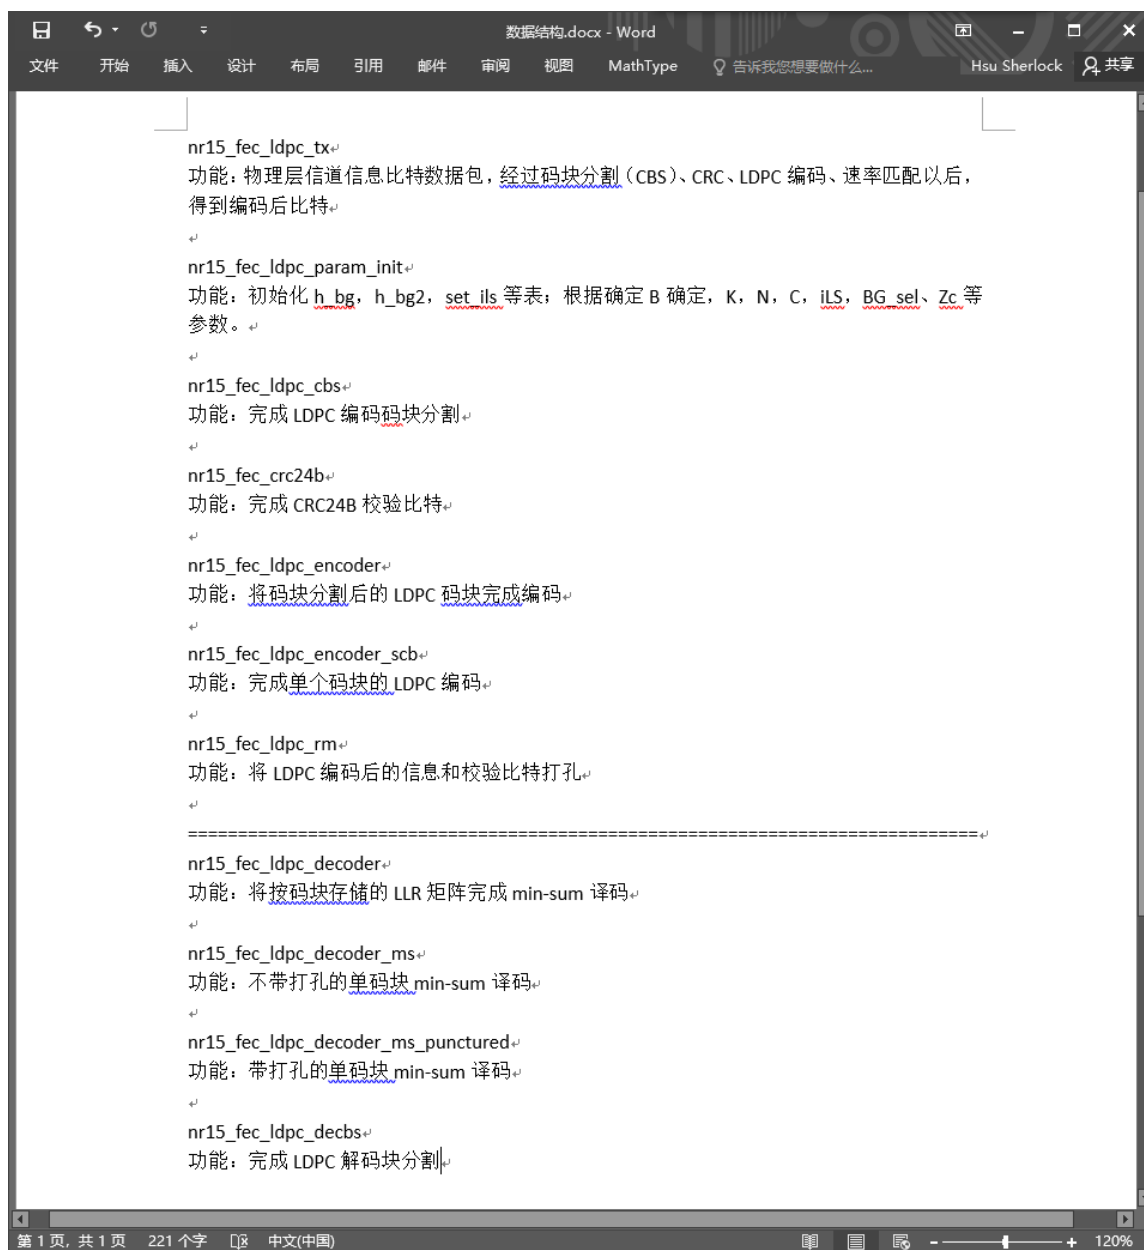 数据结构.docx - Word
文件 开始 插入 设计 布局 引用 邮件 审阅 视图 MathType 告诉我您想要做什么... Hsu Sherlock 共享
nr15_fec_ldpc_tx
功能：物理层信道信息比特数据包，经过码块分割（CBS）、CRC、LDPC 编码、速率匹配以后，
得到编码后比特
nr15_fec_ldpc_param_init
功能：初始化 h_bg，h_bg2，set_ils 等表；根据确定 B 确定，K，N，C，iLS，BG_sel、Zc 等
参数。
nr15_fec_ldpc_cbs
功能：完成 LDPC 编码码块分割
nr15_fec_crc24b
功能：完成 CRC24B 校验比特
nr15_fec_ldpc_encoder
功能：将码块分割后的 LDPC 码块完成编码
nr15_fec_ldpc_encoder_scb
功能：完成单个码块的 LDPC 编码
nr15_fec_ldpc_rm
功能：将 LDPC 编码后的信息和校验比特打孔
===============================================================================
nr15_fec_ldpc_decoder
功能：将按码块存储的 LLR 矩阵完成 min-sum 译码
nr15_fec_ldpc_decoder_ms
功能：不带打孔的单码块 min-sum 译码
nr15_fec_ldpc_decoder_ms_punctured
功能：带打孔的单码块 min-sum 译码
nr15_fec_ldpc_decbs
功能：完成 LDPC 解码块分割
第 1 页，共 1 页 221 个字 中文(中国) 120%